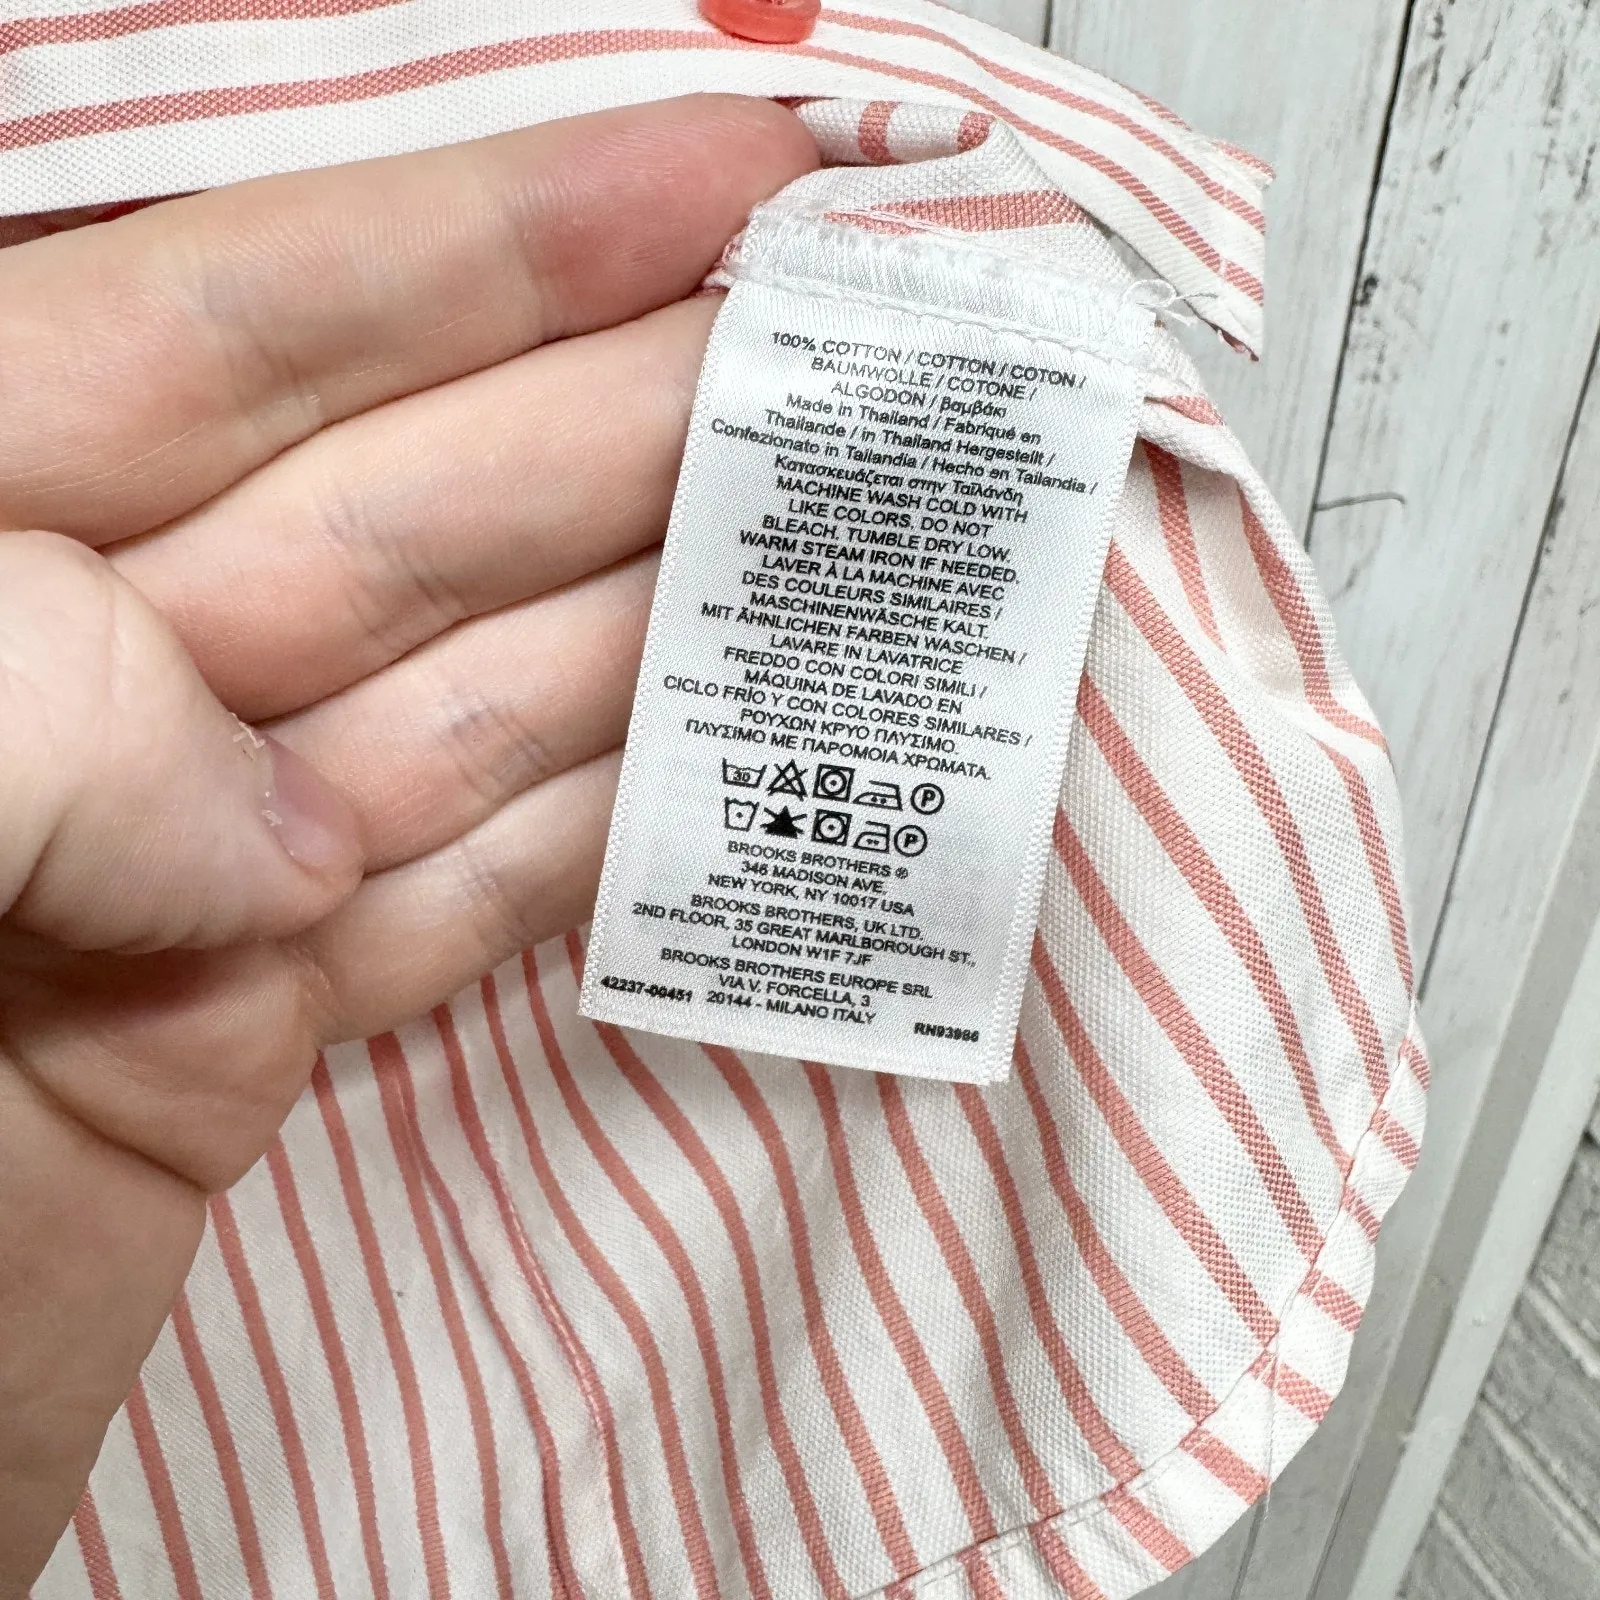 100% COTTON / COTTON / COTON /
BAUMWOLLE / COTONE /
ALGODON / βαμβάκι
Made in Thailand / Fabriqué en
Thailande / in Thailand Hergestellt /
Confezionato in Tailandia / Hecho en Tailandia /
Κατασκευάζεται στην Ταϊλάνδη
MACHINE WASH COLD WITH
LIKE COLORS. DO NOT
BLEACH. TUMBLE DRY LOW.
WARM STEAM IRON IF NEEDED.
LAVER À LA MACHINE AVEC
DES COULEURS SIMILAIRES /
MASCHINENWÄSCHE KALT.
MIT ÄHNLICHEN FARBEN WASCHEN /
LAVARE IN LAVATRICE
FREDDO CON COLORI SIMILI /
MÁQUINA DE LAVADO EN
CICLO FRÍO Y CON COLORES SIMILARES /
ΡΟΥΧΩΝ ΚΡΥΟ ΠΛΥΣΙΜΟ.
ΠΛΥΣΙΜΟ ΜΕ ΠΑΡΟΜΟΙΑ ΧΡΩΜΑΤΑ.
30 P
P
BROOKS BROTHERS ®
346 MADISON AVE,
NEW YORK, NY 10017 USA
BROOKS BROTHERS, UK LTD.
2ND FLOOR, 35 GREAT MARLBOROUGH ST.,
LONDON W1F 7JF
BROOKS BROTHERS EUROPE SRL
VIA V. FORCELLA, 3
42237-00451 20144 - MILANO ITALY RN93986